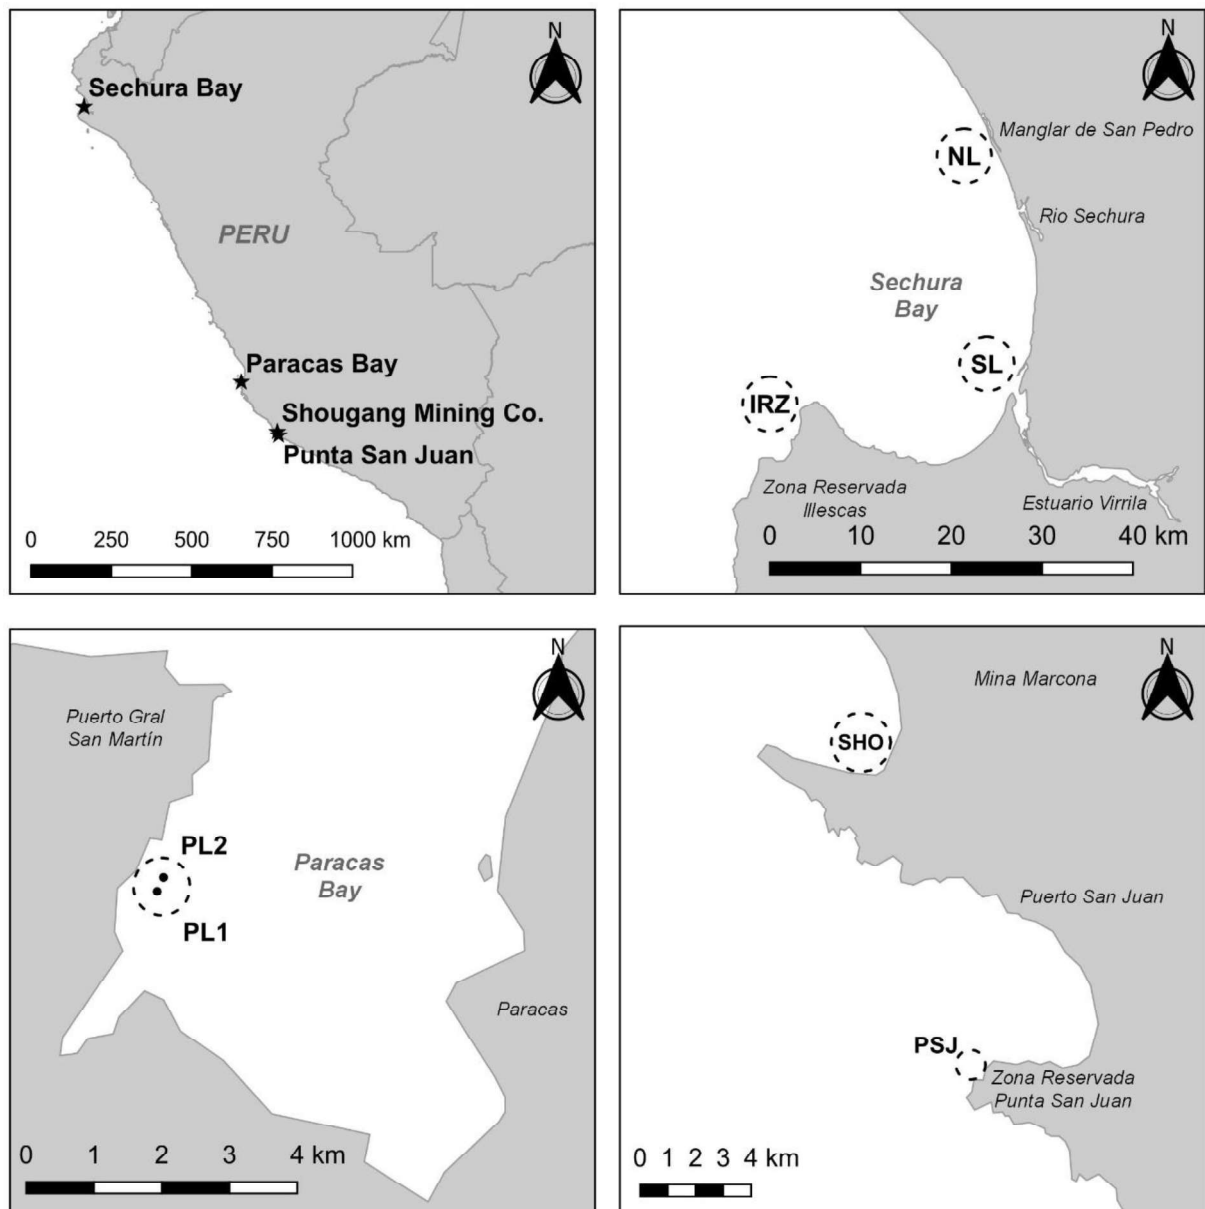 N
Sechura Bay
PERU
Paracas Bay
Shougang Mining Co.
Punta San Juan
0 250 500 750 1000 km
N
Manglar de San Pedro
NL
Rio Sechura
Sechura
Bay
SL
IRZ
Zona Reservada
Illescas
Estuario Virrila
0 10 20 30 40 km
N
Puerto Gral
San Martín
PL2
Paracas
Bay
PL1
Paracas
0 1 2 3 4 km
N
Mina Marcona
SHO
Puerto San Juan
PSJ
Zona Reservada
Punta San Juan
0 1 2 3 4 km